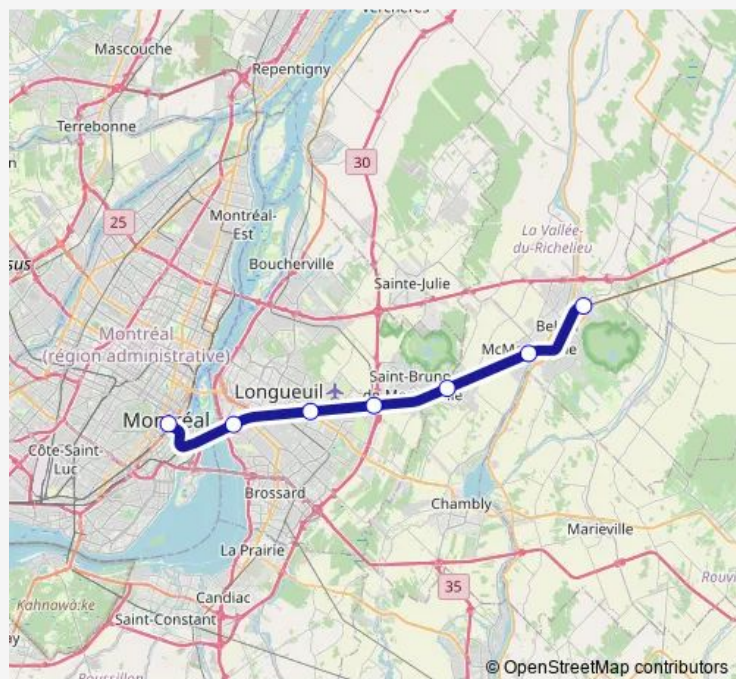 Mascouche
Repentigny
Terrebonne
30
25
Montréal-
Est
La Vallée-
du-Richelieu
Boucherville
Sainte-Julie
Montréal
(région administrative)
Longueuil
Saint-Bruno
Montréal
Côte-Saint-
Luc
Brossard
Chambly
Marieville
La Prairie
35
Candiac
Kahnawà:ke
Saint-Constant
© OpenStreetMap contributors